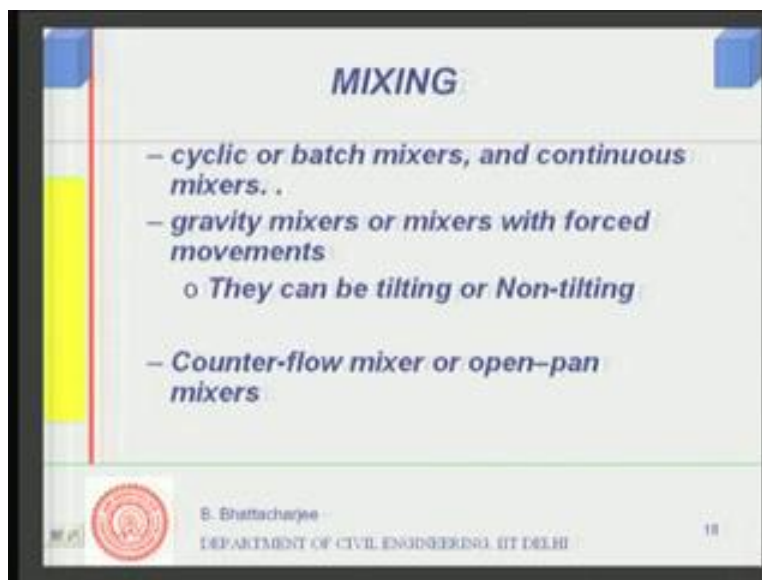 MIXING
– cyclic or batch mixers, and continuous
mixers. .
– gravity mixers or mixers with forced
movements
o They can be tilting or Non-tilting
– Counter-flow mixer or open–pan
mixers
B. Bhattacharjee
DEPARTMENT OF CIVIL ENGINEERING, IIT DELHI
18